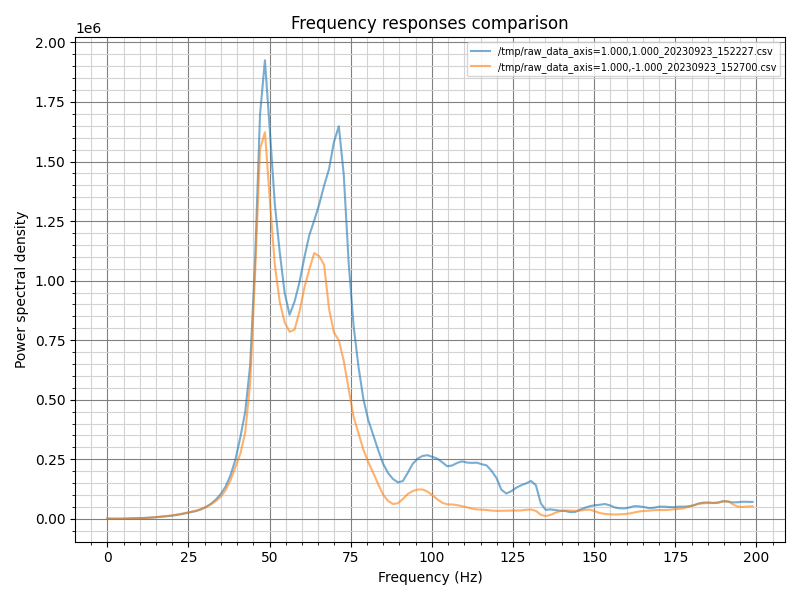 Frequency responses comparison
1e6
/tmp/raw_data_axis=1.000,1.000_20230923_152227.csv
/tmp/raw_data_axis=1.000,-1.000_20230923_152700.csv
2.00
1.75
1.50
1.25
1.00
0.75
0.50
0.25
0.00
Power spectral density
0 25 50 75 100 125 150 175 200
Frequency (Hz)